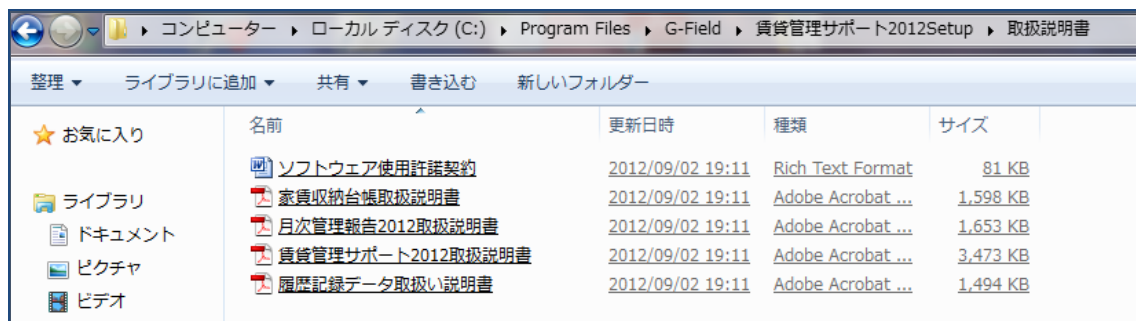 コンピューター ▸ ローカル ディスク (C:) ▸ Program Files ▸ G-Field ▸ 賃貸管理サポート2012Setup ▸ 取扱説明書
整理 ▼ ライブラリに追加 ▼ 共有 ▼ 書き込む 新しいフォルダー
お気に入り
ライブラリ
ドキュメント
ピクチャ
ビデオ
名前 更新日時 種類 サイズ
ソフトウェア使用許諾契約 2012/09/02 19:11 Rich Text Format 81 KB
家賃収納台帳取扱説明書 2012/09/02 19:11 Adobe Acrobat ... 1,598 KB
月次管理報告2012取扱説明書 2012/09/02 19:11 Adobe Acrobat ... 1,653 KB
賃貸管理サポート2012取扱説明書 2012/09/02 19:11 Adobe Acrobat ... 3,473 KB
履歴記録データ取扱い説明書 2012/09/02 19:11 Adobe Acrobat ... 1,494 KB